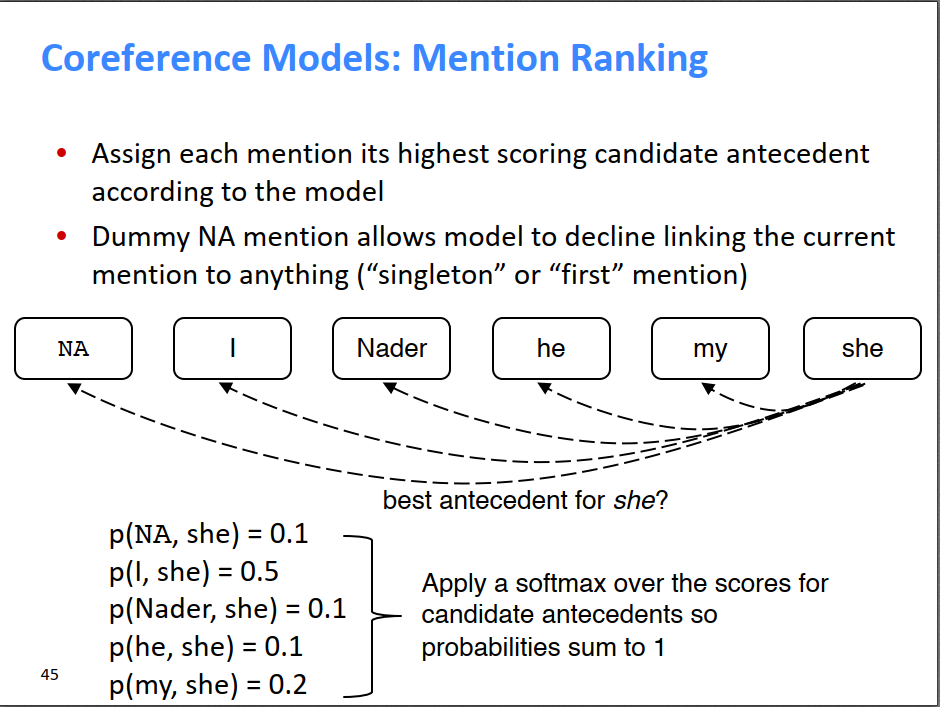 Coreference Models: Mention Ranking
• Assign each mention its highest scoring candidate antecedent
according to the model
• Dummy NA mention allows model to decline linking the current
mention to anything (“singleton” or “first” mention)
NA I Nader he my she
best antecedent for she?
p(NA, she) = 0.1
p(I, she) = 0.5
p(Nader, she) = 0.1
p(he, she) = 0.1
p(my, she) = 0.2
Apply a softmax over the scores for
candidate antecedents so
probabilities sum to 1
45